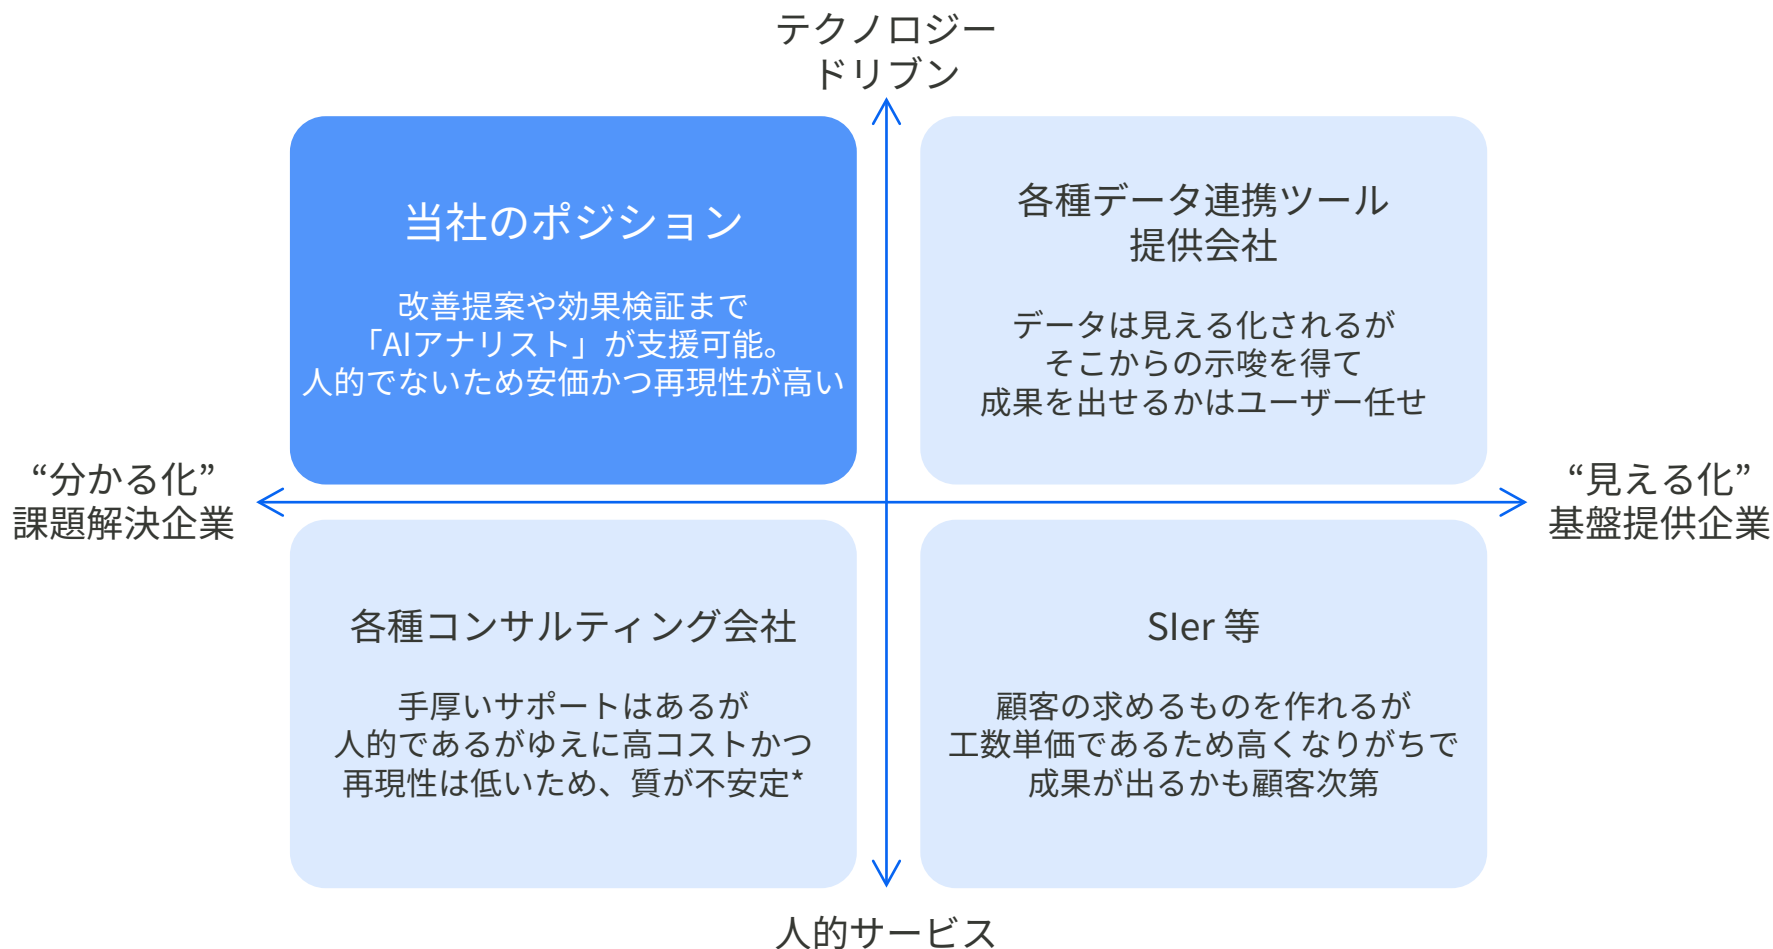 テクノロジー
ドリブン
当社のポジション
改善提案や効果検証まで
「AIアナリスト」が支援可能。
人的でないため安価かつ再現性が高い
各種データ連携ツール
提供会社
データは見える化されるが
そこからの示唆を得て
成果を出せるかはユーザー任せ
“分かる化”
課題解決企業
“見える化”
基盤提供企業
各種コンサルティング会社
手厚いサポートはあるが
人的であるがゆえに高コストかつ
再現性は低いため、質が不安定*
SIer 等
顧客の求めるものを作れるが
工数単価であるため高くなりがちで
成果が出るかも顧客次第
人的サービス